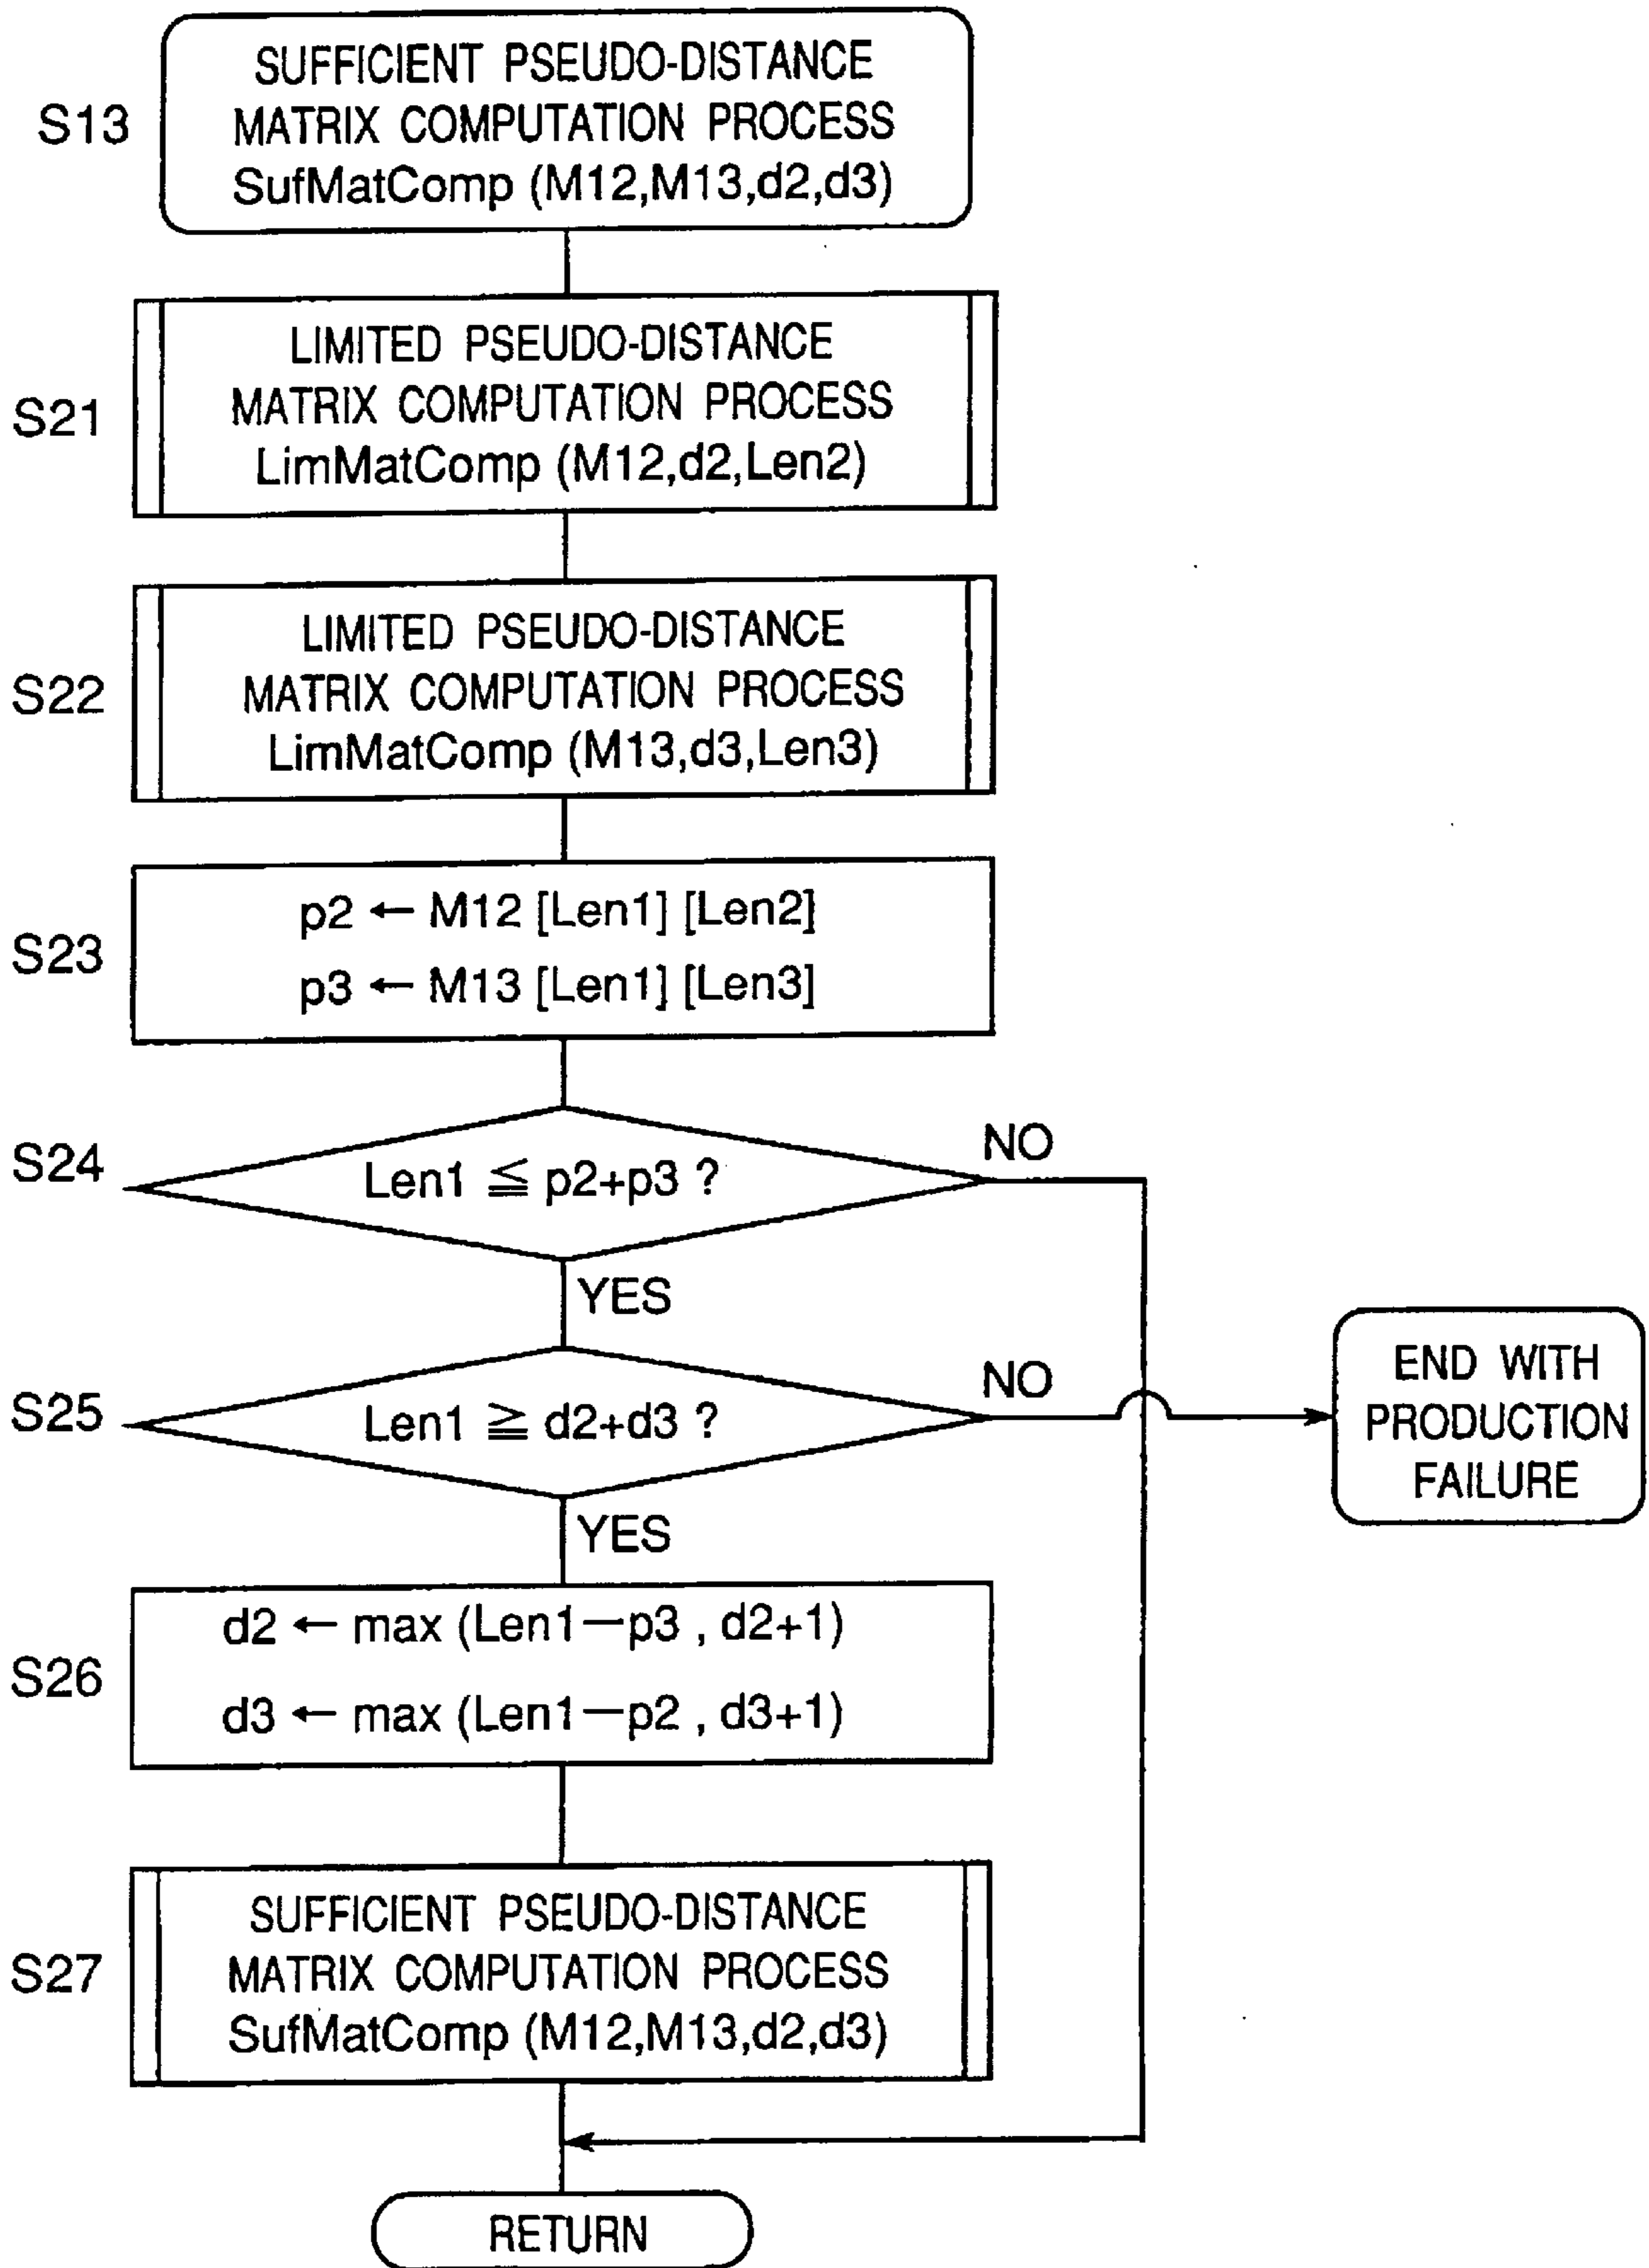 S13
SUFFICIENT PSEUDO-DISTANCE
MATRIX COMPUTATION PROCESS
SufMatComp (M12,M13,d2,d3)
S21
LIMITED PSEUDO-DISTANCE
MATRIX COMPUTATION PROCESS
LimMatComp (M12,d2,Len2)
S22
LIMITED PSEUDO-DISTANCE
MATRIX COMPUTATION PROCESS
LimMatComp (M13,d3,Len3)
S23
p2 ← M12 [Len1] [Len2]
p3 ← M13 [Len1] [Len3]
S24
Len1 ≦ p2+p3 ?
NO
YES
S25
Len1 ≧ d2+d3 ?
NO
END WITH
PRODUCTION
FAILURE
YES
S26
d2 ← max (Len1—p3 , d2+1)
d3 ← max (Len1—p2 , d3+1)
S27
SUFFICIENT PSEUDO-DISTANCE
MATRIX COMPUTATION PROCESS
SufMatComp (M12,M13,d2,d3)
RETURN